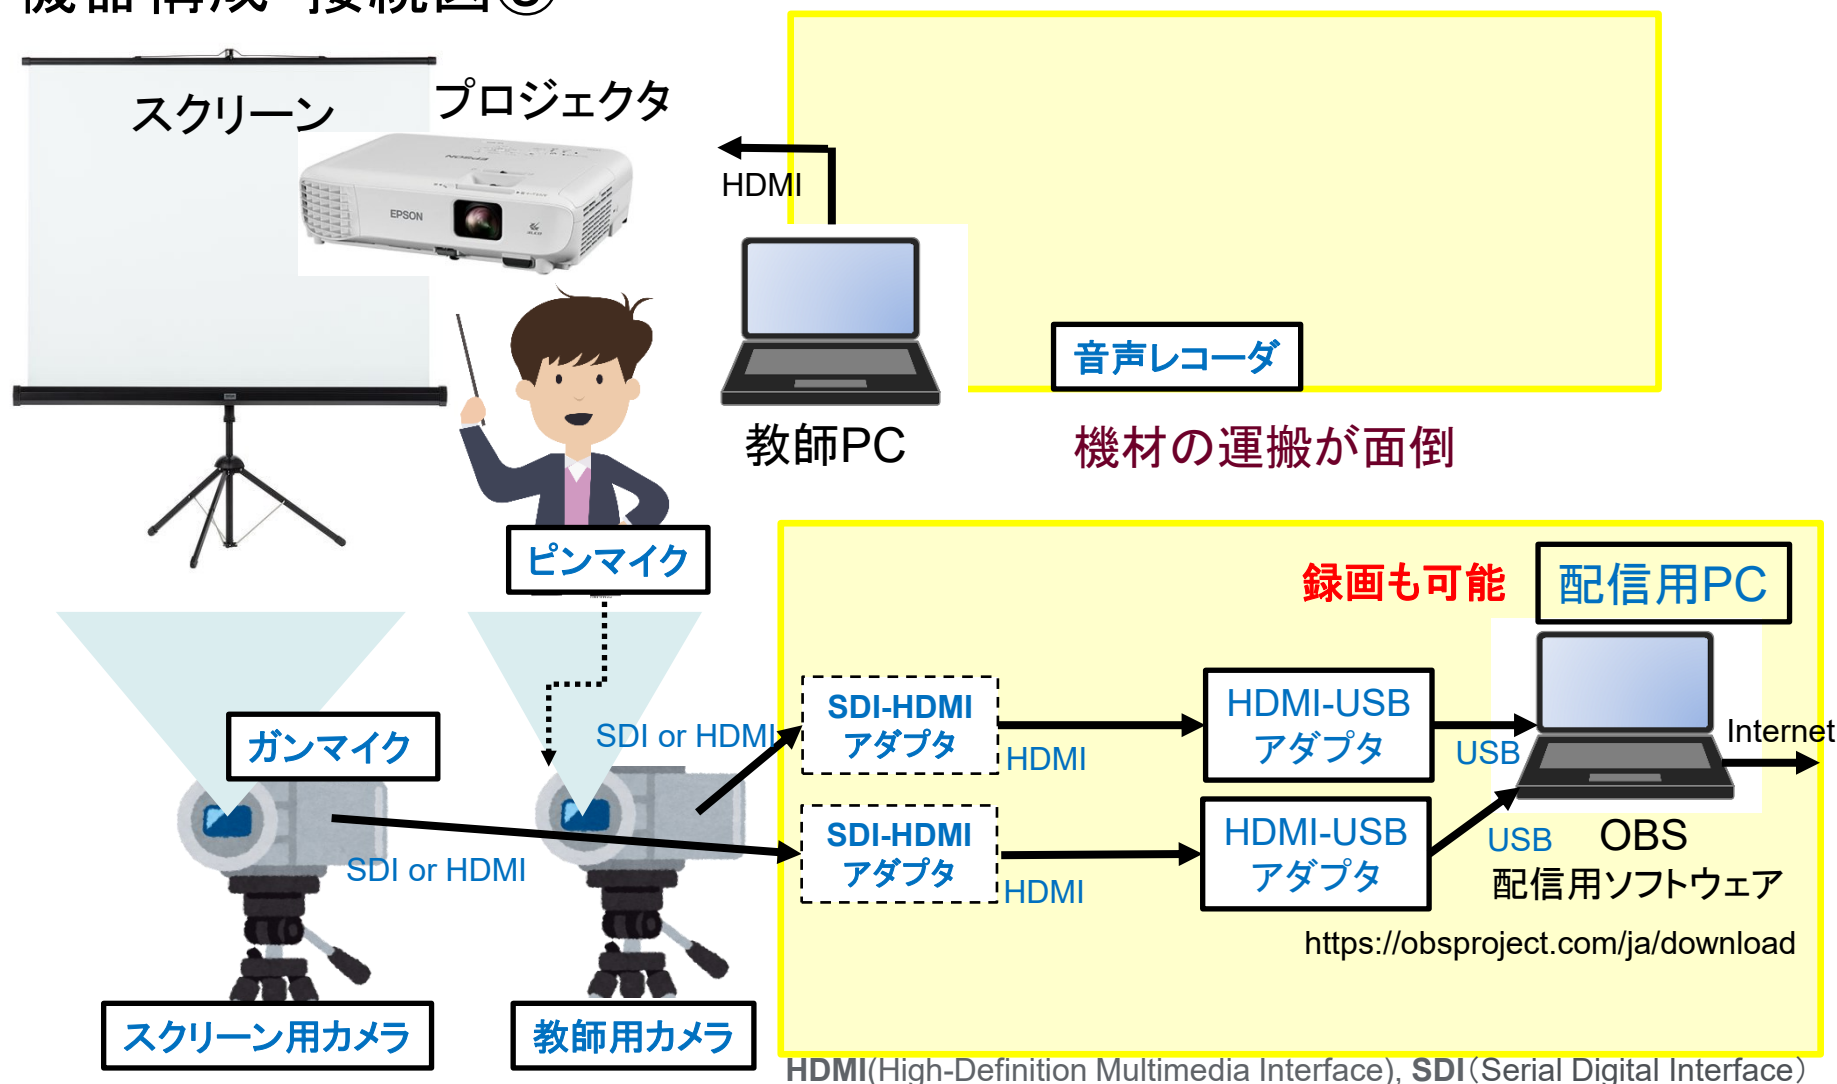 スクリーン
プロジェクタ
EPSON
EPSON
HDMI
音声レコーダ
教師PC
機材の運搬が面倒
ピンマイク
録画も可能
配信用PC
ガンマイク
SDI or HDMI
SDI-HDMI
アダプタ
HDMI
HDMI-USB
アダプタ
USB
Internet
SDI or HDMI
SDI-HDMI
アダプタ
HDMI
HDMI-USB
アダプタ
USB
OBS
配信用ソフトウェア
https://obsproject.com/ja/download
スクリーン用カメラ
教師用カメラ
HDMI(High-Definition Multimedia Interface), SDI（Serial Digital Interface）